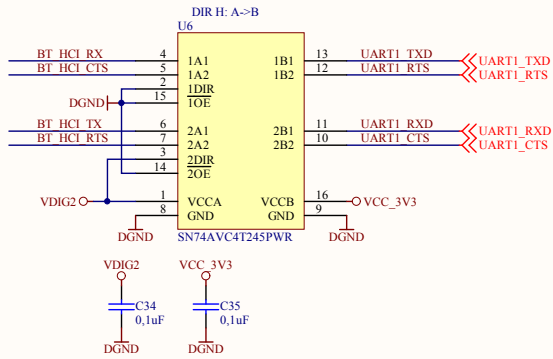 DIR H: A->B
U6
BT_HCI_RX 4 1A1 1B1 13 UART1_TXD UART1_TXD
BT_HCI_CTS 5 1A2 1B2 12 UART1_RTS UART1_RTS
2 1DIR
DGND 15 1OE
BT_HCI_TX 6 2A1 2B1 11 UART1_RXD UART1_RXD
BT_HCI_RTS 7 2A2 2B2 10 UART1_CTS UART1_CTS
3 2DIR
14 2OE
VDIG2 1 VCCA VCCB 16 VCC_3V3
8 GND GND 9
DGND SN74AVC4T245PWR DGND
VDIG2 VCC_3V3
C34 C35
0,1uF 0,1uF
DGND DGND